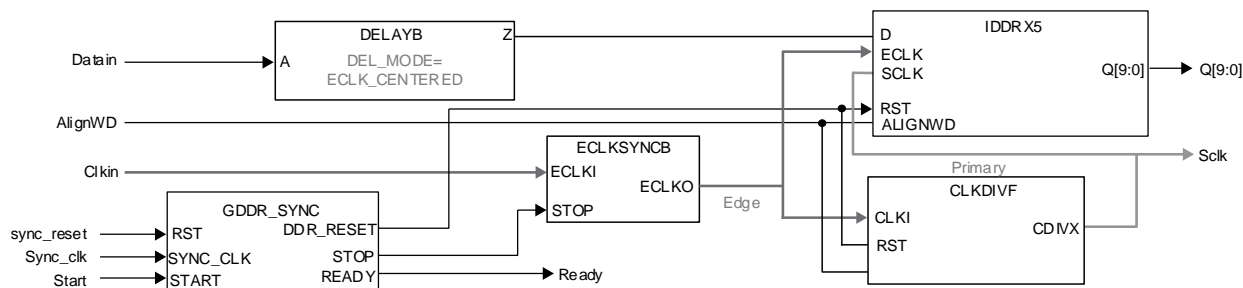 DELAYB
A
Z
DEL_MODE=
ECLK_CENTERED
Datain
AlignWD
Clkin
ECLKSYNCB
ECLKI
ECLKO
STOP
Edge
GDDR_SYNC
RST
SYNC_CLK
START
DDR_RESET
STOP
READY
sync_reset
Sync_clk
Start
Ready
IDDRX5
D
ECLK
SCLK
RST
ALIGNWD
Q[9:0]
Q[9:0]
Sclk
Primary
CLKDIVF
CLKI
RST
CDIVX